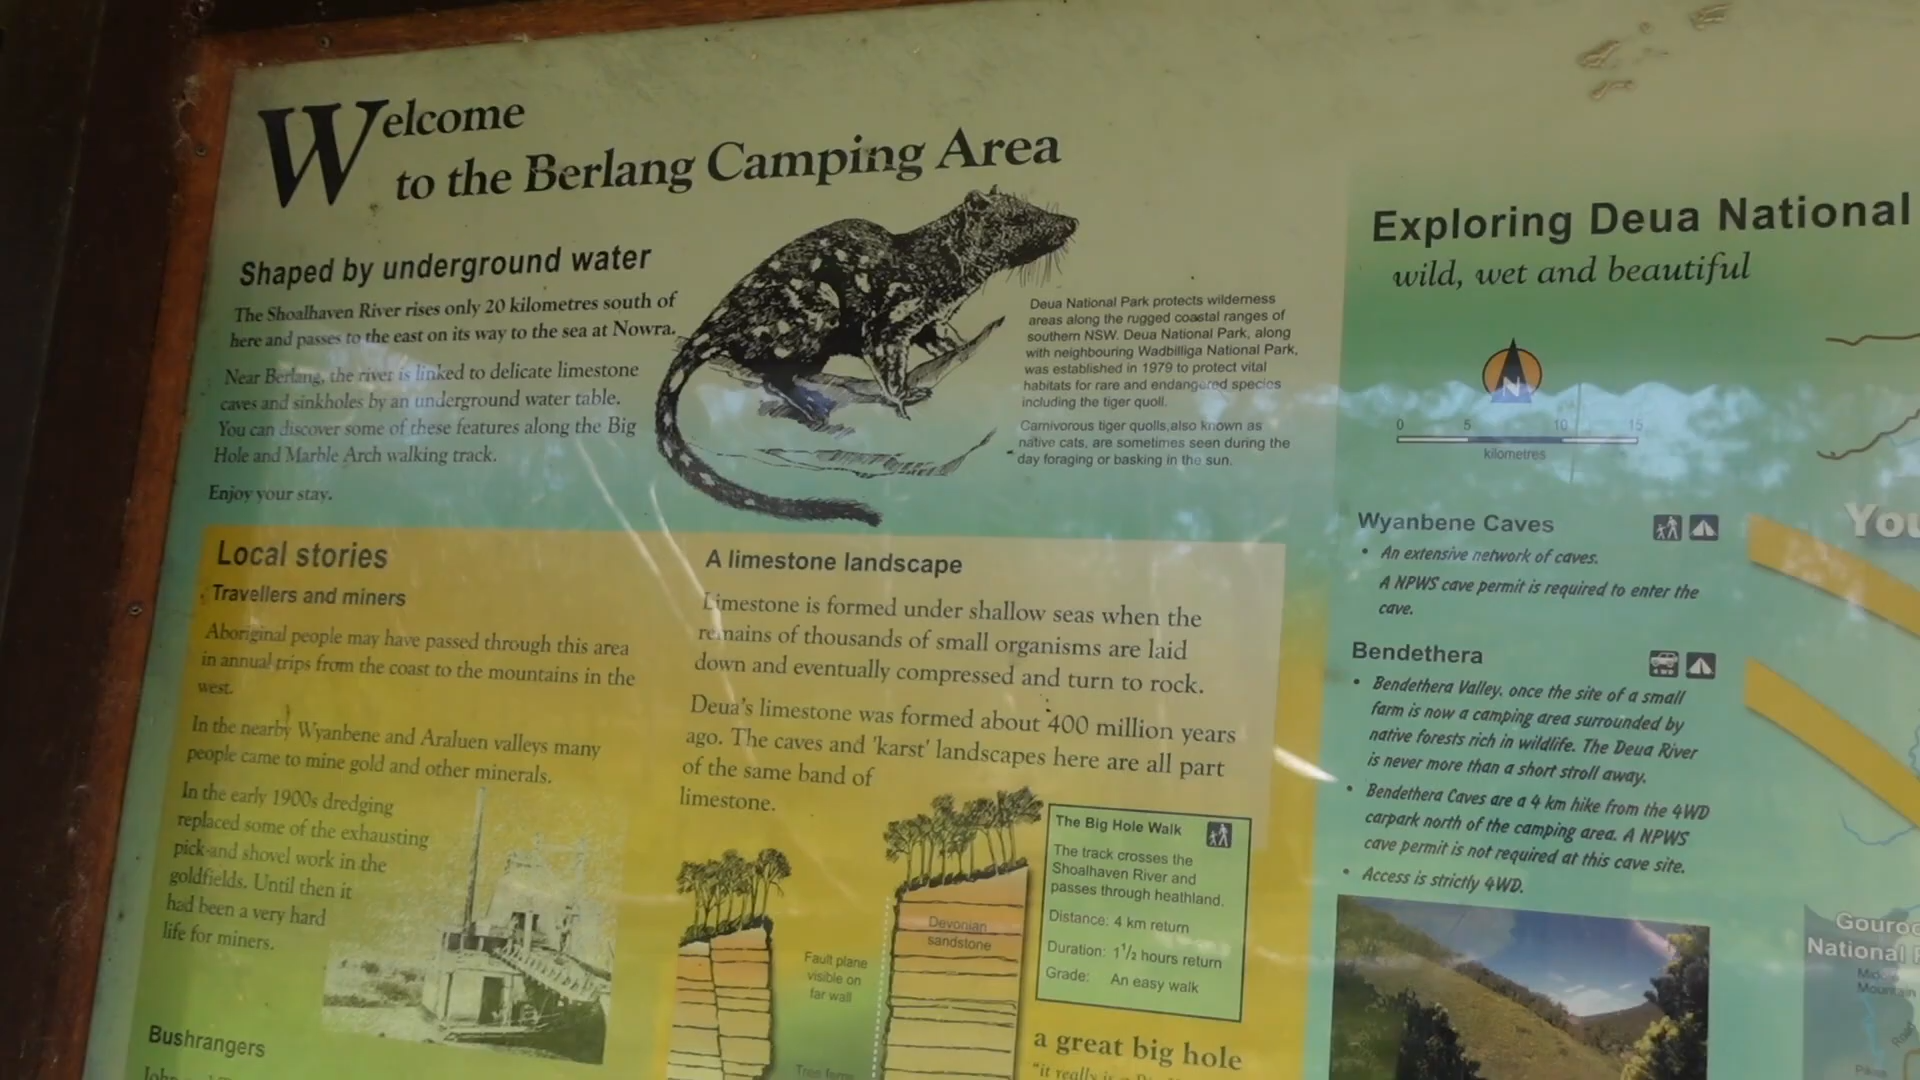 Welcome
to the Berlang Camping Area
Shaped by underground water
The Shoalhaven River rises only 20 kilometres south of
here and passes to the east on its way to the sea at Nowra.
Near Berlang, the river is linked to delicate limestone
caves and sinkholes by an underground water table.
You can discover some of these features along the Big
Hole and Marble Arch walking track.
Enjoy your stay.
Deua National Park protects wilderness
areas along the rugged coastal ranges of
southern NSW. Deua National Park, along
with neighbouring Wadbilliga National Park,
was established in 1979 to protect vital
habitats for rare and endangered species
including the tiger quoll.
Carnivorous tiger quolls,also known as
native cats, are sometimes seen during the
day foraging or basking in the sun.
Local stories
Travellers and miners
Aboriginal people may have passed through this area
in annual trips from the coast to the mountains in the
west.
In the nearby Wyanbene and Araluen valleys many
people came to mine gold and other minerals.
In the early 1900s dredging
replaced some of the exhausting
pick and shovel work in the
goldfields. Until then it
had been a very hard
life for miners.
Bushrangers
A limestone landscape
Limestone is formed under shallow seas when the
remains of thousands of small organisms are laid
down and eventually compressed and turn to rock.
Deua's limestone was formed about 400 million years
ago. The caves and 'karst' landscapes here are all part
of the same band of
limestone.
Fault plane
visible on
far wall
Devonian
sandstone
The Big Hole Walk
The track crosses the
Shoalhaven River and
passes through heathland.
Distance: 4 km return
Duration: 1 1/2 hours return
Grade: An easy walk
a great big hole
"it really is a
Exploring Deua National
wild, wet and beautiful
N
0 5 10 15
kilometres
Wyanbene Caves
• An extensive network of caves.
A NPWS cave permit is required to enter the
cave.
Bendethera
• Bendethera Valley, once the site of a small
farm is now a camping area surrounded by
native forests rich in wildlife. The Deua River
is never more than a short stroll away.
• Bendethera Caves are a 4 km hike from the 4WD
carpark north of the camping area. A NPWS
cave permit is not required at this cave site.
• Access is strictly 4WD.
You
Gouroc
National P
Mountain
Road